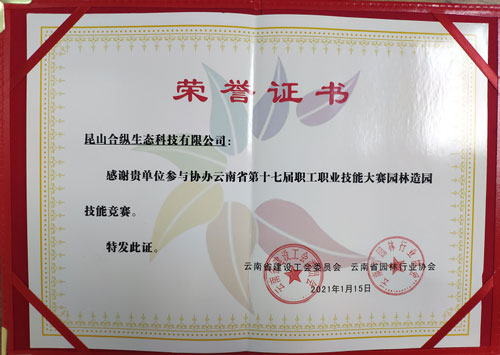 荣誉证书
昆山合纵生态科技有限公司：
感谢贵单位参与协办云南省第十七届职工职业技能大赛园林造园
技能竞赛。
特发此证。
云南省建设工会委员会 云南省园林行业协会
2021年1月15日